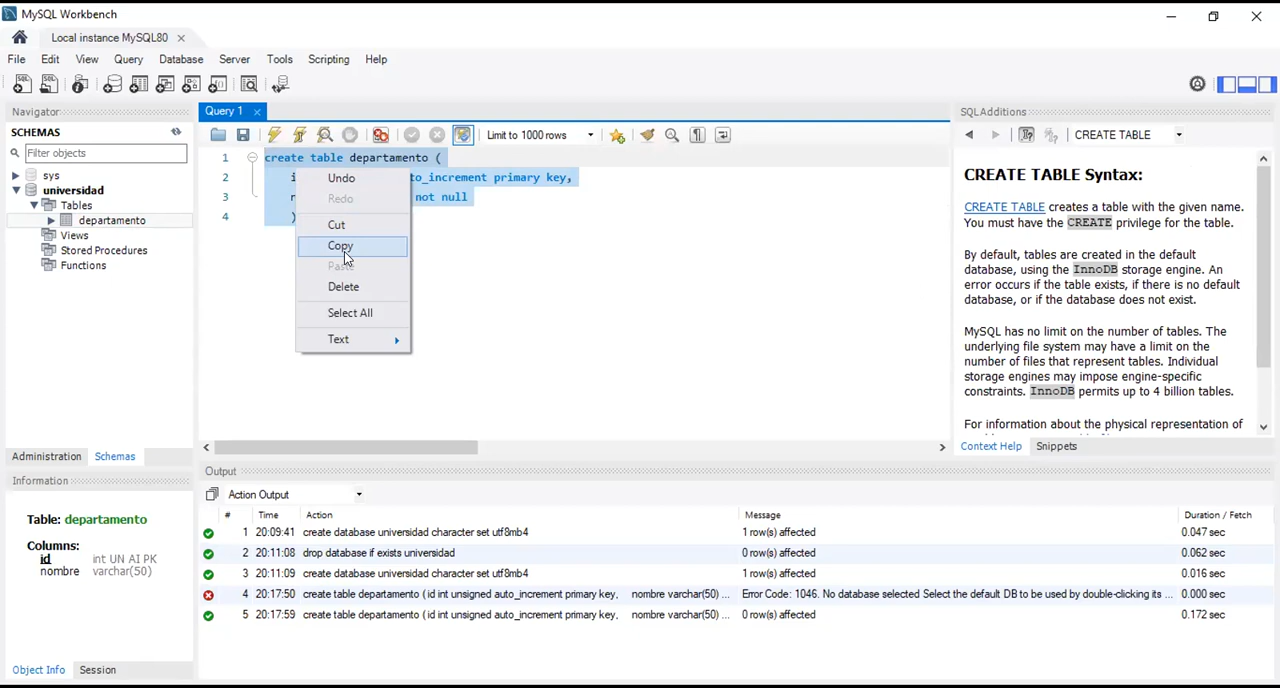 MySQL Workbench
Local instance MySQL80
File Edit View Query Database Server Tools Scripting Help
Navigator
SCHEMAS
Filter objects
sys
universidad
Tables
departamento
Views
Stored Procedures
Functions
Administration Schemas
Information
Table: departamento
Columns:
id int UN AI PK
nombre varchar(50)
Object Info Session
Query 1
Limit to 1000 rows
1 create table departamento (
2 to_increment primary key,
3 not null
4 )
Undo
Redo
Cut
Copy
Paste
Delete
Select All
Text
SQLAdditions
CREATE TABLE
CREATE TABLE Syntax:
CREATE TABLE creates a table with the given name.
You must have the CREATE privilege for the table.
By default, tables are created in the default
database, using the InnoDB storage engine. An
error occurs if the table exists, if there is no default
database, or if the database does not exist.
MySQL has no limit on the number of tables. The
underlying file system may have a limit on the
number of files that represent tables. Individual
storage engines may impose engine-specific
constraints. InnoDB permits up to 4 billion tables.
For information about the physical representation of
Context Help Snippets
Output
Action Output
# Time Action Message Duration / Fetch
1 20:09:41 create database universidad character set utf8mb4 1 row(s) affected 0.047 sec
2 20:11:08 drop database if exists universidad 0 row(s) affected 0.062 sec
3 20:11:09 create database universidad character set utf8mb4 1 row(s) affected 0.016 sec
4 20:17:50 create table departamento ( id int unsigned auto_increment primary key, nombre varchar(50) ... Error Code: 1046. No database selected Select the default DB to be used by double-clicking its ... 0.000 sec
5 20:17:59 create table departamento ( id int unsigned auto_increment primary key, nombre varchar(50) ... 0 row(s) affected 0.172 sec